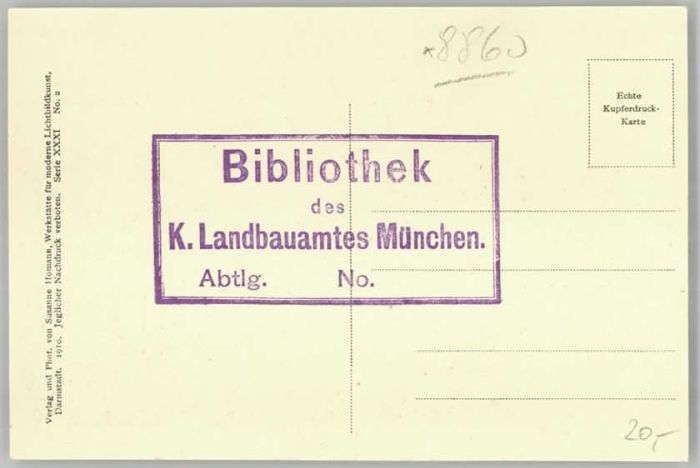 *8860
Echte
Kupferdruck-
Karte
Bibliothek
des
K. Landbauamtes München.
Abtlg. No.
Verlag und Phot. von Susanne Homann, Werkstätte für moderne Lichtbildkunst,
Darmstadt. 1910. Jeglicher Nachdruck verboten. Serie XXXI No. 2
20,-